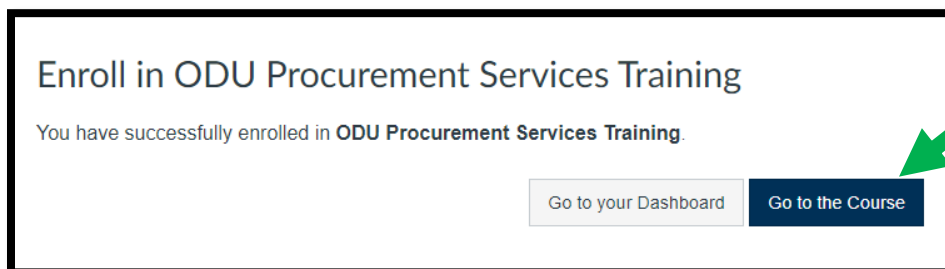 Enroll in ODU Procurement Services Training
You have successfully enrolled in ODU Procurement Services Training.
Go to your Dashboard
Go to the Course